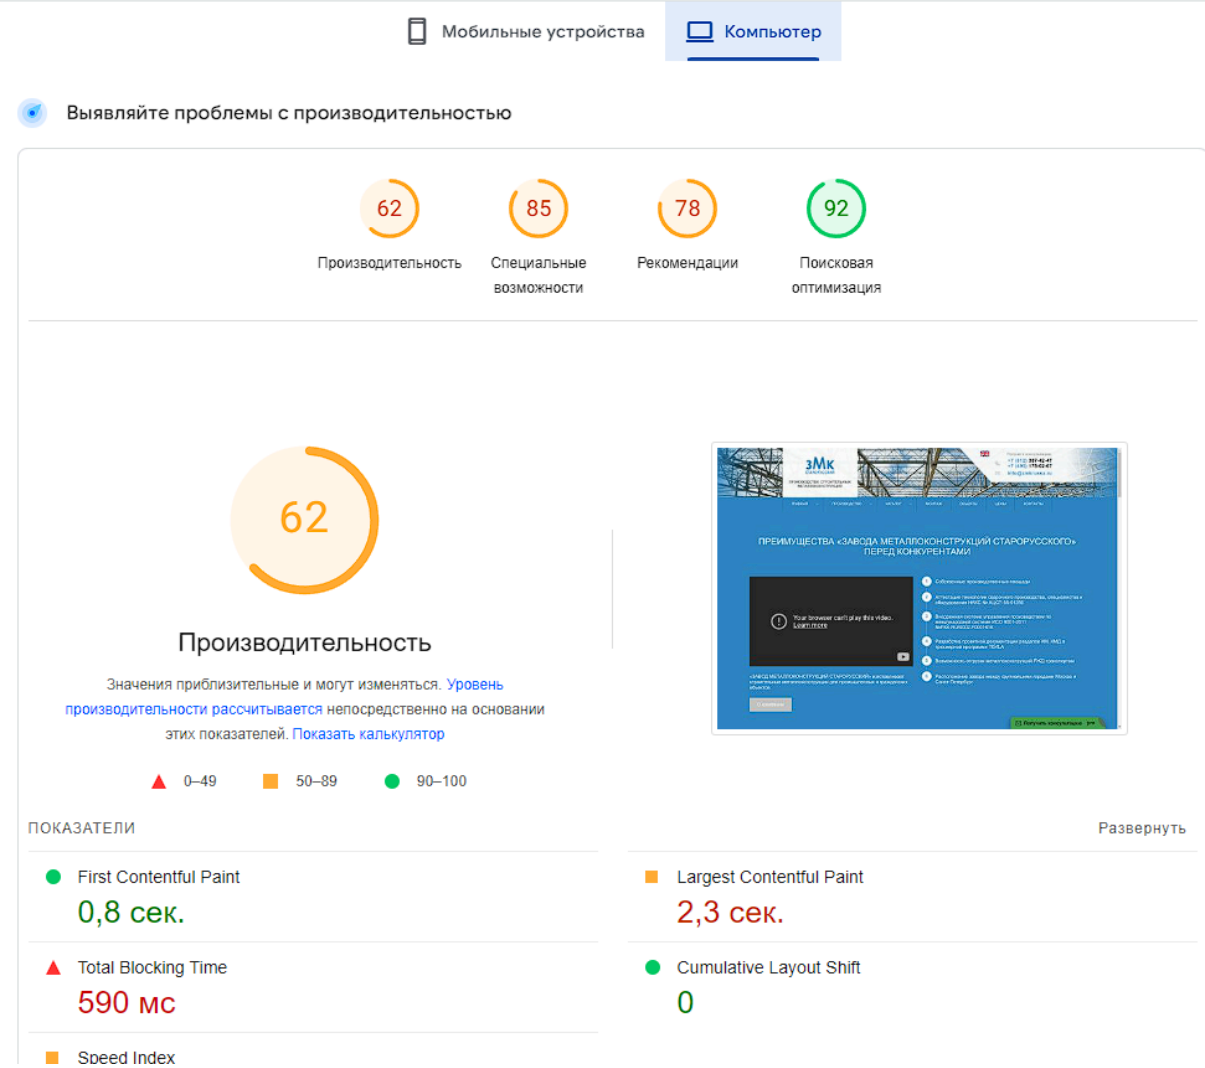 Мобильные устройства
Компьютер
Выявляйте проблемы с производительностью
62
85
78
92
Производительность
Специальные
возможности
Рекомендации
Поисковая
оптимизация
62
Производительность
Значения приблизительные и могут изменяться. Уровень
производительности рассчитывается непосредственно на основании
этих показателей. Показать калькулятор
0–49
50–89
90–100
ЗМК
ПРЕИМУЩЕСТВА «ЗАВОДА МЕТАЛЛОКОНСТРУКЦИЙ СТАРОРУССКОГО»
ПЕРЕД КОНКУРЕНТАМИ
Your browser can't play this video.
Learn more
Собственные производственные площади
ПОКАЗАТЕЛИ
Развернуть
First Contentful Paint
0,8 сек.
Largest Contentful Paint
2,3 сек.
Total Blocking Time
590 мс
Cumulative Layout Shift
0
Speed Index